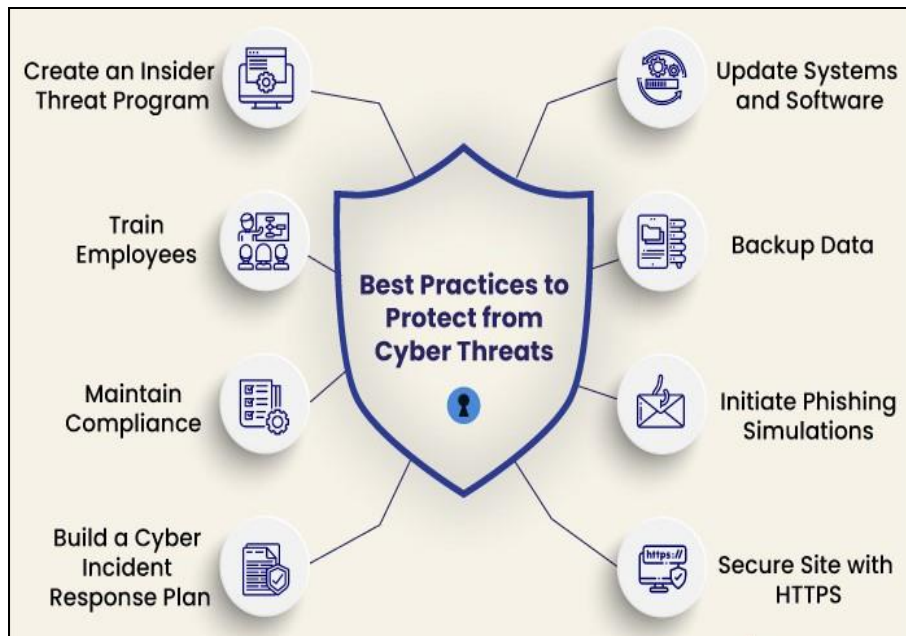 Create an Insider
Threat Program
Train
Employees
Maintain
Compliance
Build a Cyber
Incident
Response Plan
Best Practices to
Protect from
Cyber Threats
Update Systems
and Software
Backup Data
Initiate Phishing
Simulations
https://
Secure Site with
HTTPS